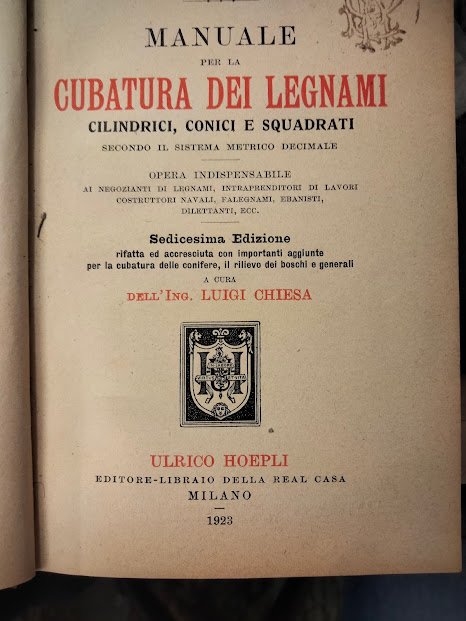 MANUALE
PER LA
CUBATURA DEI LEGNAMI
CILINDRICI, CONICI E SQUADRATI
SECONDO IL SISTEMA METRICO DECIMALE
OPERA INDISPENSABILE
AI NEGOZIANTI DI LEGNAMI, INTRAPRENDITORI DI LAVORI
COSTRUTTORI NAVALI, FALEGNAMI, EBANISTI,
DILETTANTI, ECC.
Sedicesima Edizione
rifatta ed accresciuta con importanti aggiunte
per la cubatura delle conifere, il rilievo dei boschi e generali
A CURA
DELL'ING. LUIGI CHIESA
ULRICO HOEPLI
EDITORE-LIBRAIO DELLA REAL CASA
MILANO
1923